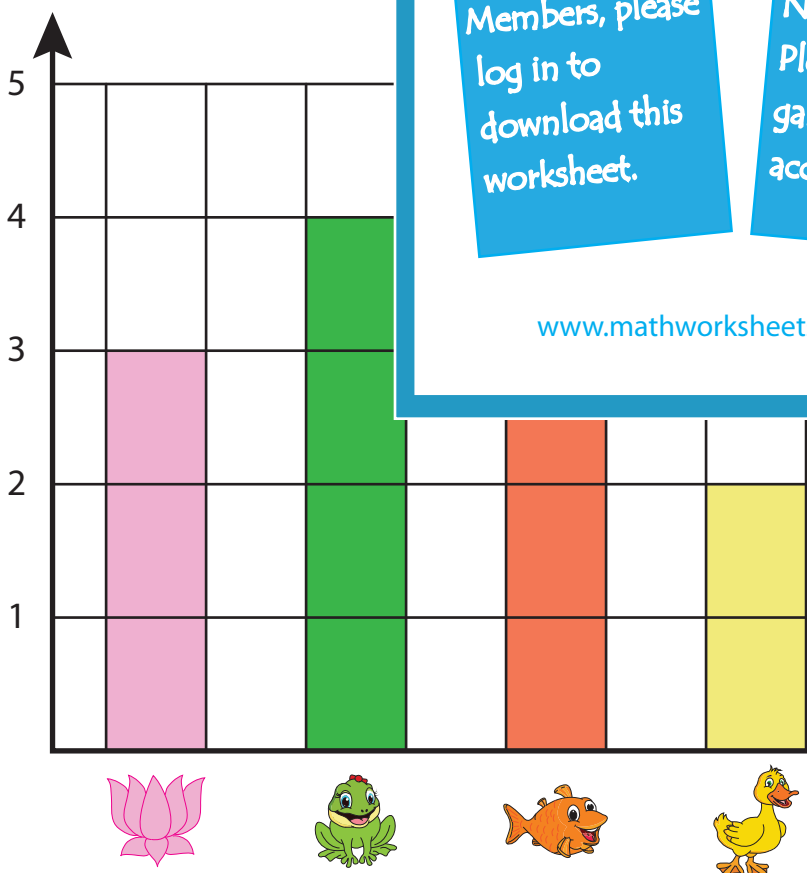 Members, please
log in to
download this
worksheet.
www.mathworksheet
5
4
3
2
1